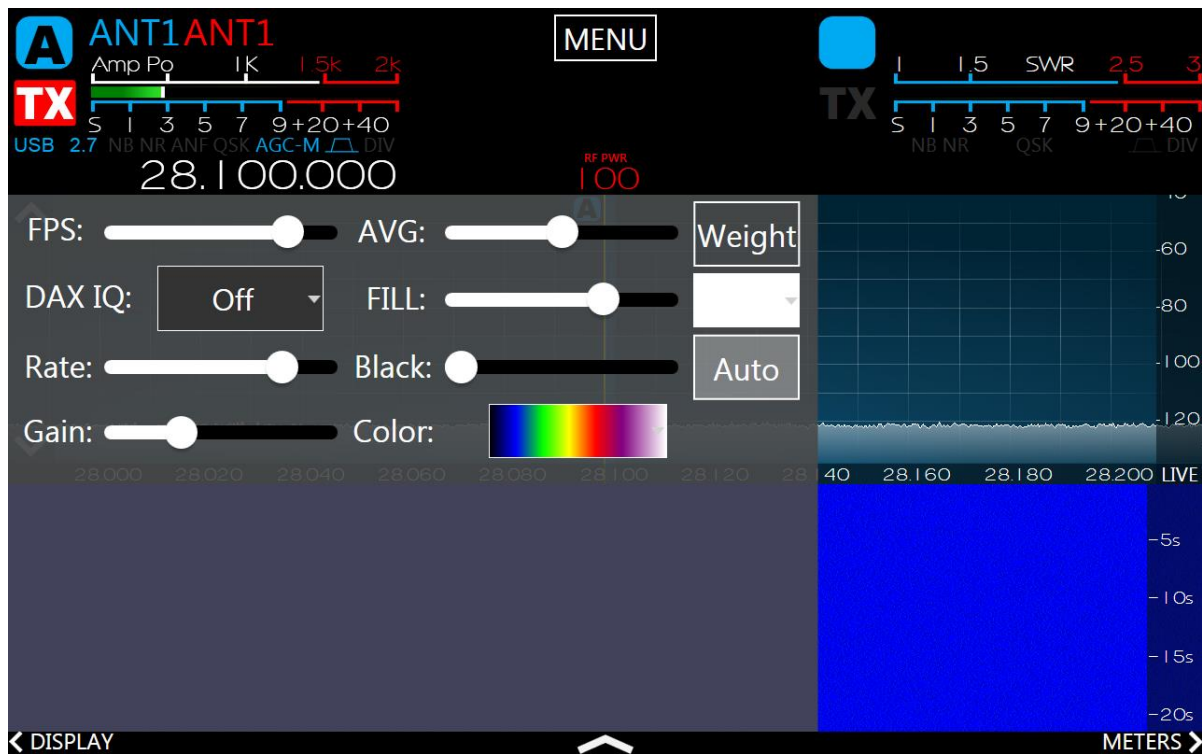 A ANT1 ANT1 MENU
Amp Po 1K 1.5k 2k
1 1.5 SWR 2.5 3
TX TX
S 1 3 5 7 9+20+40
S 1 3 5 7 9+20+40
USB 2.7 NB NR ANF QSK AGC-M DIV
NB NR QSK DIV
28.100.000
RF PWR
100
A
FPS: AVG: Weight
-60
DAX IQ: Off FILL:
-80
Rate: Black: Auto
-100
Gain: Color:
-120
28.000 28.020 28.040 28.060 28.080 28.100 28.120 28.140 28.160 28.180 28.200 LIVE
-5s
-10s
-15s
-20s
DISPLAY METERS